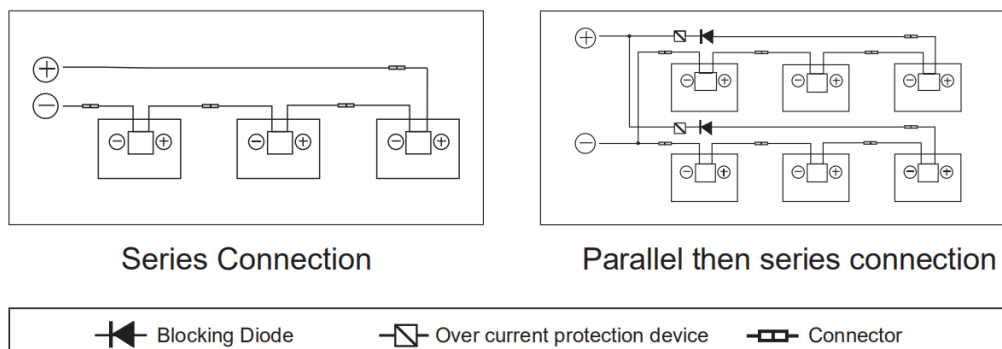 +
−
− + − + − +
Series Connection
+
− + − + − +
−
− + − + − +
Parallel then series connection
Blocking Diode Over current protection device Connector